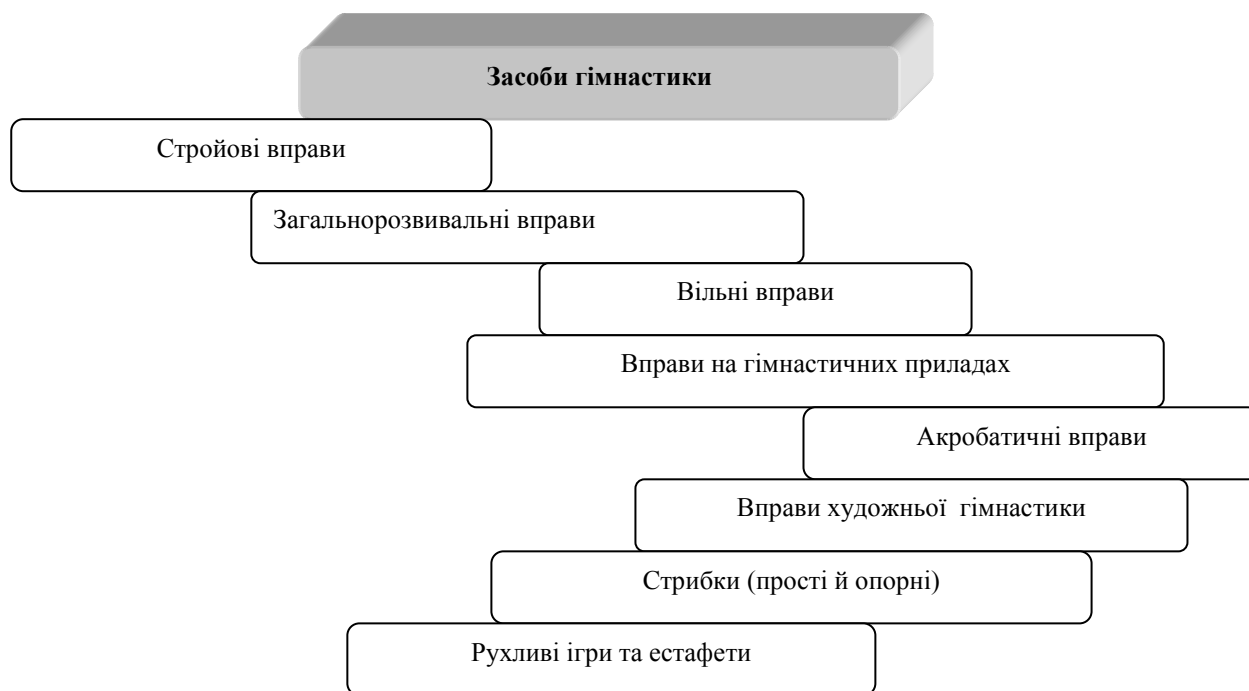 Засоби гімнастики
Стройові вправи
Загальнорозвивальні вправи
Вільні вправи
Вправи на гімнастичних приладах
Акробатичні вправи
Вправи художньої  гімнастики
Стрибки (прості й опорні)
Рухливі ігри та естафети